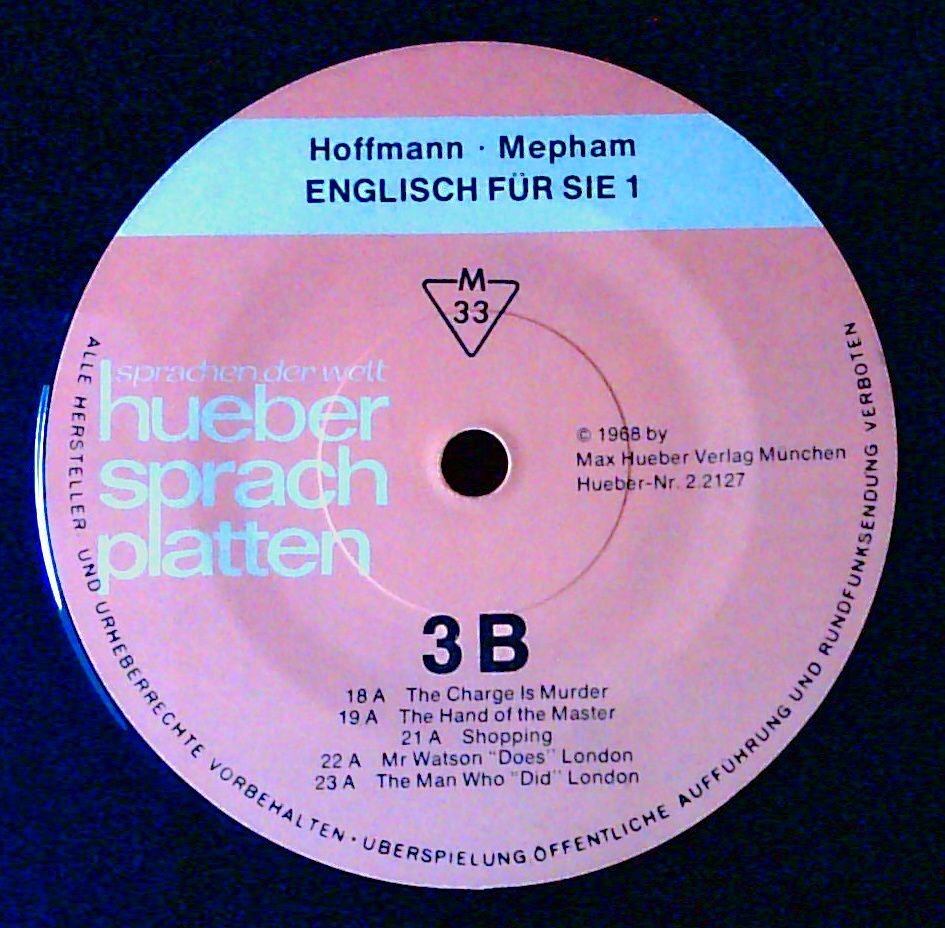 Hoffmann · Mepham
ENGLISCH FÜR SIE 1
M
33
sprachen der welt
hueber
sprach
platten
© 1968 by
Max Hueber Verlag München
Hueber-Nr. 2.2127
3 B
18 A The Charge Is Murder
19 A The Hand of the Master
21 A Shopping
22 A Mr Watson "Does" London
23 A The Man Who "Did" London
ALLE HERSTELLER- UND URHEBERRECHTE VORBEHALTEN · ÜBERSPIELUNG, ÖFFENTLICHE AUFFÜHRUNG UND RUNDFUNKSENDUNG VERBOTEN